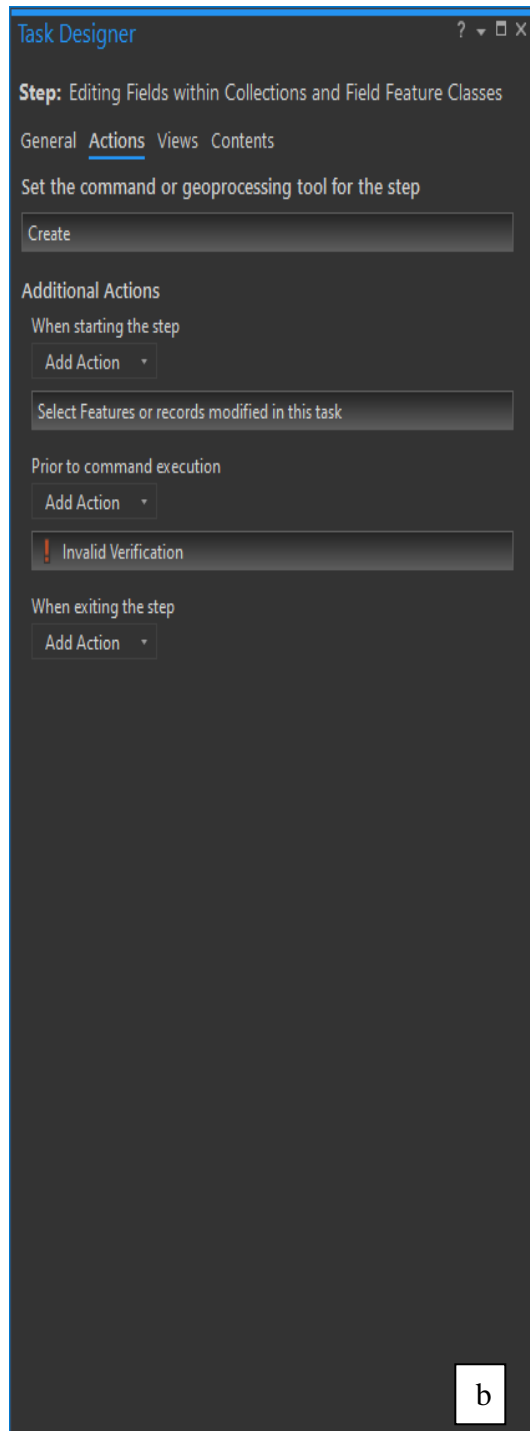 Task Designer
?
Step: Editing Fields within Collections and Field Feature Classes
General Actions Views Contents
Set the command or geoprocessing tool for the step
Create
Additional Actions
When starting the step
Add Action
Select Features or records modified in this task
Prior to command execution
Add Action
! Invalid Verification
When exiting the step
Add Action
b